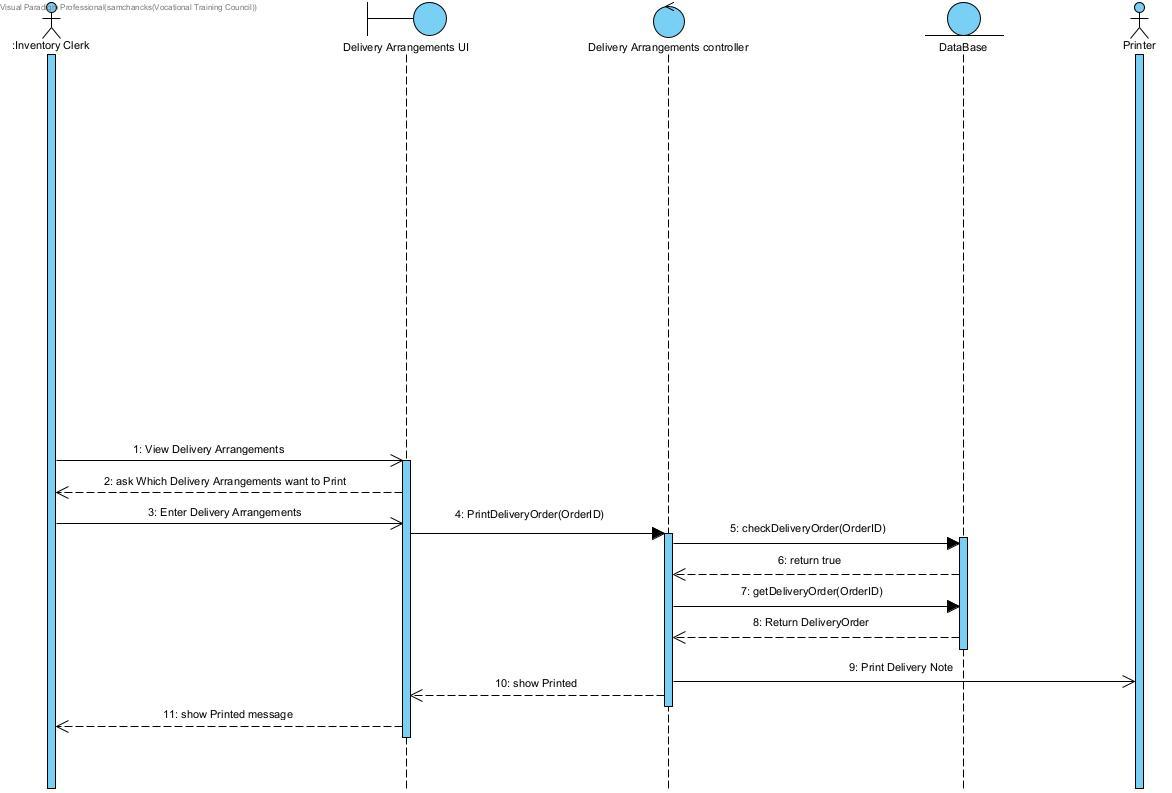 Visual Paradigm Professional(samchancks(Vocational Training Council))
:Inventory Clerk
Delivery Arrangements UI
Delivery Arrangements controller
DataBase
Printer
1: View Delivery Arrangements
2: ask Which Delivery Arrangements want to Print
3: Enter Delivery Arrangements
4: PrintDeliveryOrder(OrderID)
5: checkDeliveryOrder(OrderID)
6: return true
7: getDeliveryOrder(OrderID)
8: Return DeliveryOrder
9: Print Delivery Note
10: show Printed
11: show Printed message